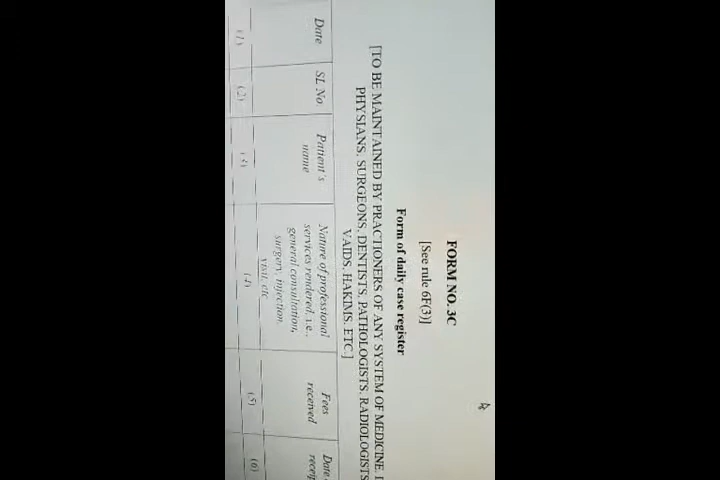 FORM NO. 3C
[See rule 6F(3)]
Form of daily case register
[TO BE MAINTAINED BY PRACTIONERS OF ANY SYSTEM OF MEDICINE.
PHYSIANS. SURGEONS. DENTISTS. PATHOLOGISTS. RADIOLOGISTS
VAIDS. HAKIMS. ETC.]
Date SL No. Patient's name Nature of professional services rendered, i.e., general consultation, surgery, injection, visit, etc Fees received Date
(1) (2) (3) (4) (5) (6)